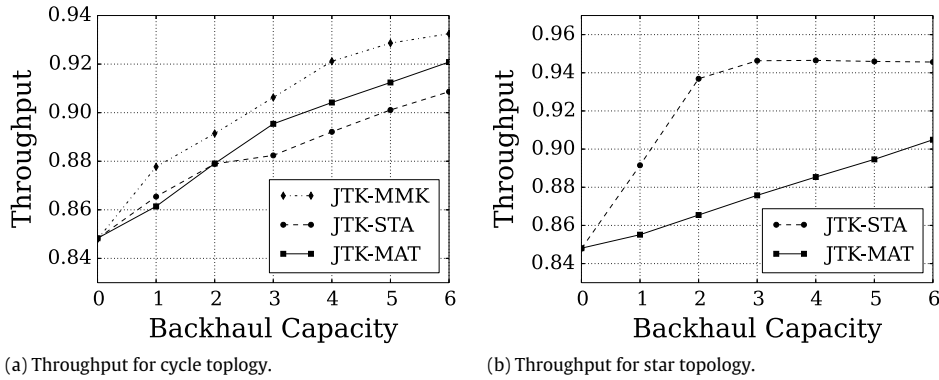 0.94
0.92
0.90
0.88
0.86
0.84
Throughput
JTK-MMK
JTK-STA
JTK-MAT
0 1 2 3 4 5 6
Backhaul Capacity
(a) Throughput for cycle toplogy.
0.96
0.94
0.92
0.90
0.88
0.86
0.84
Throughput
JTK-STA
JTK-MAT
0 1 2 3 4 5 6
Backhaul Capacity
(b) Throughput for star topology.